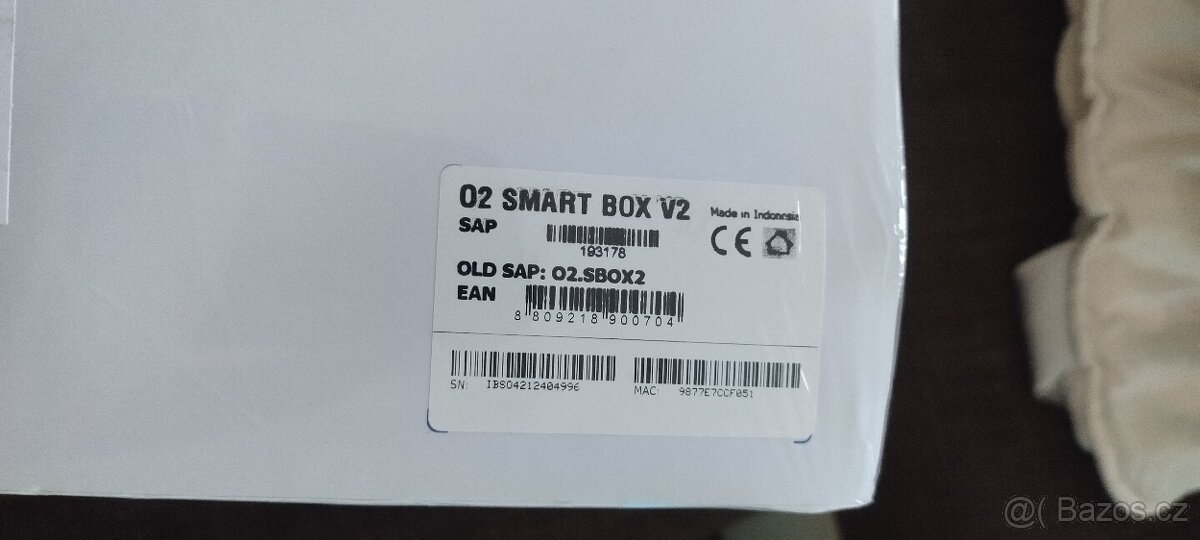 O2 SMART BOX V2
Made in Indonesia
SAP
193178
CE
OLD SAP: O2.SBOX2
EAN
8 809218 900704
SN: IBS04212404996
MAC: 9877E7CCF051
@( Bazos.cz